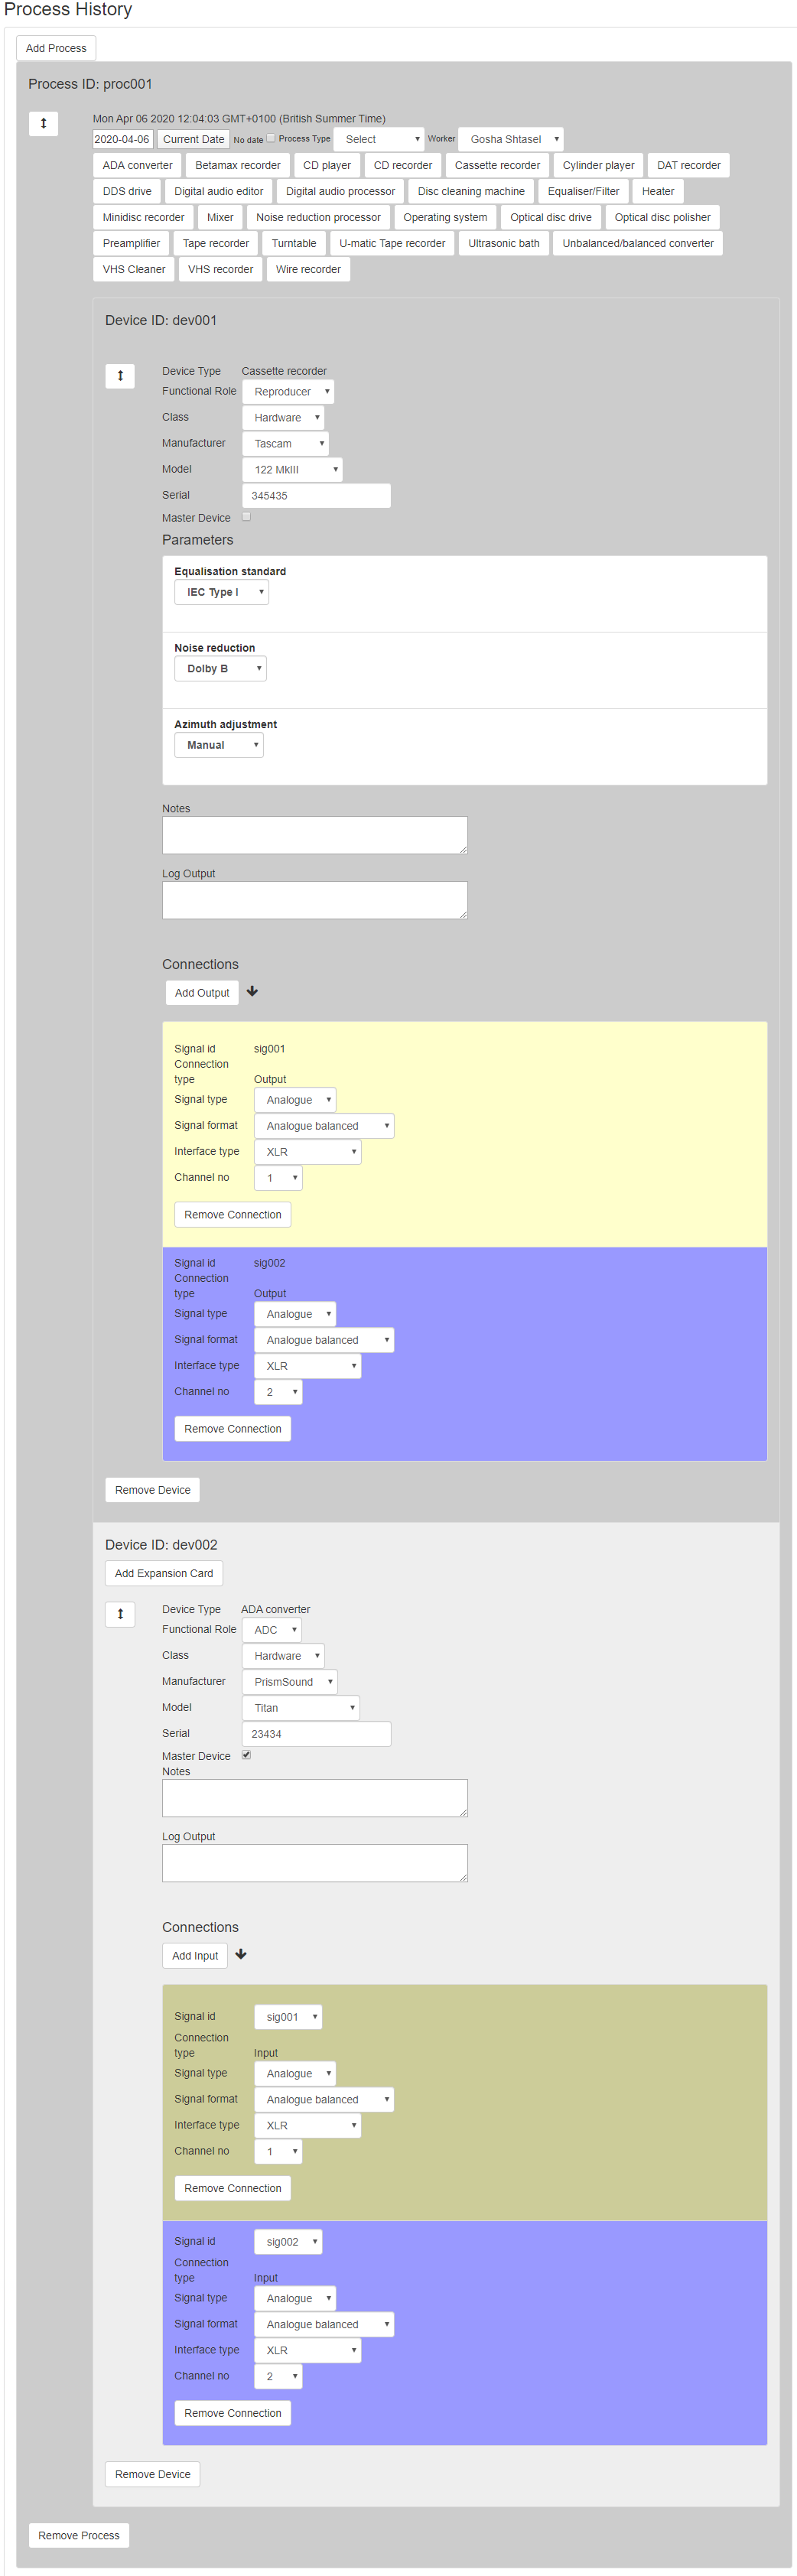 Process History
Add Process
Process ID: proc001
Mon Apr 06 2020 12:04:03 GMT+0100 (British Summer Time)
2020-04-06 Current Date No date Process Type Select Worker Gosha Shtasel
ADA converter Betamax recorder CD player CD recorder Cassette recorder Cylinder player DAT recorder
DDS drive Digital audio editor Digital audio processor Disc cleaning machine Equaliser/Filter Heater
Minidisc recorder Mixer Noise reduction processor Operating system Optical disc drive Optical disc polisher
Preamplifier Tape recorder Turntable U-matic Tape recorder Ultrasonic bath Unbalanced/balanced converter
VHS Cleaner VHS recorder Wire recorder
Device ID: dev001
Device Type Cassette recorder
Functional Role Reproducer
Class Hardware
Manufacturer Tascam
Model 122 MkIII
Serial 345435
Master Device
Parameters
Equalisation standard
IEC Type I
Noise reduction
Dolby B
Azimuth adjustment
Manual
Notes
Log Output
Connections
Add Output
Signal id sig001
Connection
type Output
Signal type Analogue
Signal format Analogue balanced
Interface type XLR
Channel no 1
Remove Connection
Signal id sig002
Connection
type Output
Signal type Analogue
Signal format Analogue balanced
Interface type XLR
Channel no 2
Remove Connection
Remove Device
Device ID: dev002
Add Expansion Card
Device Type ADA converter
Functional Role ADC
Class Hardware
Manufacturer PrismSound
Model Titan
Serial 23434
Master Device
Notes
Log Output
Connections
Add Input
Signal id sig001
Connection
type Input
Signal type Analogue
Signal format Analogue balanced
Interface type XLR
Channel no 1
Remove Connection
Signal id sig002
Connection
type Input
Signal type Analogue
Signal format Analogue balanced
Interface type XLR
Channel no 2
Remove Connection
Remove Device
Remove Process